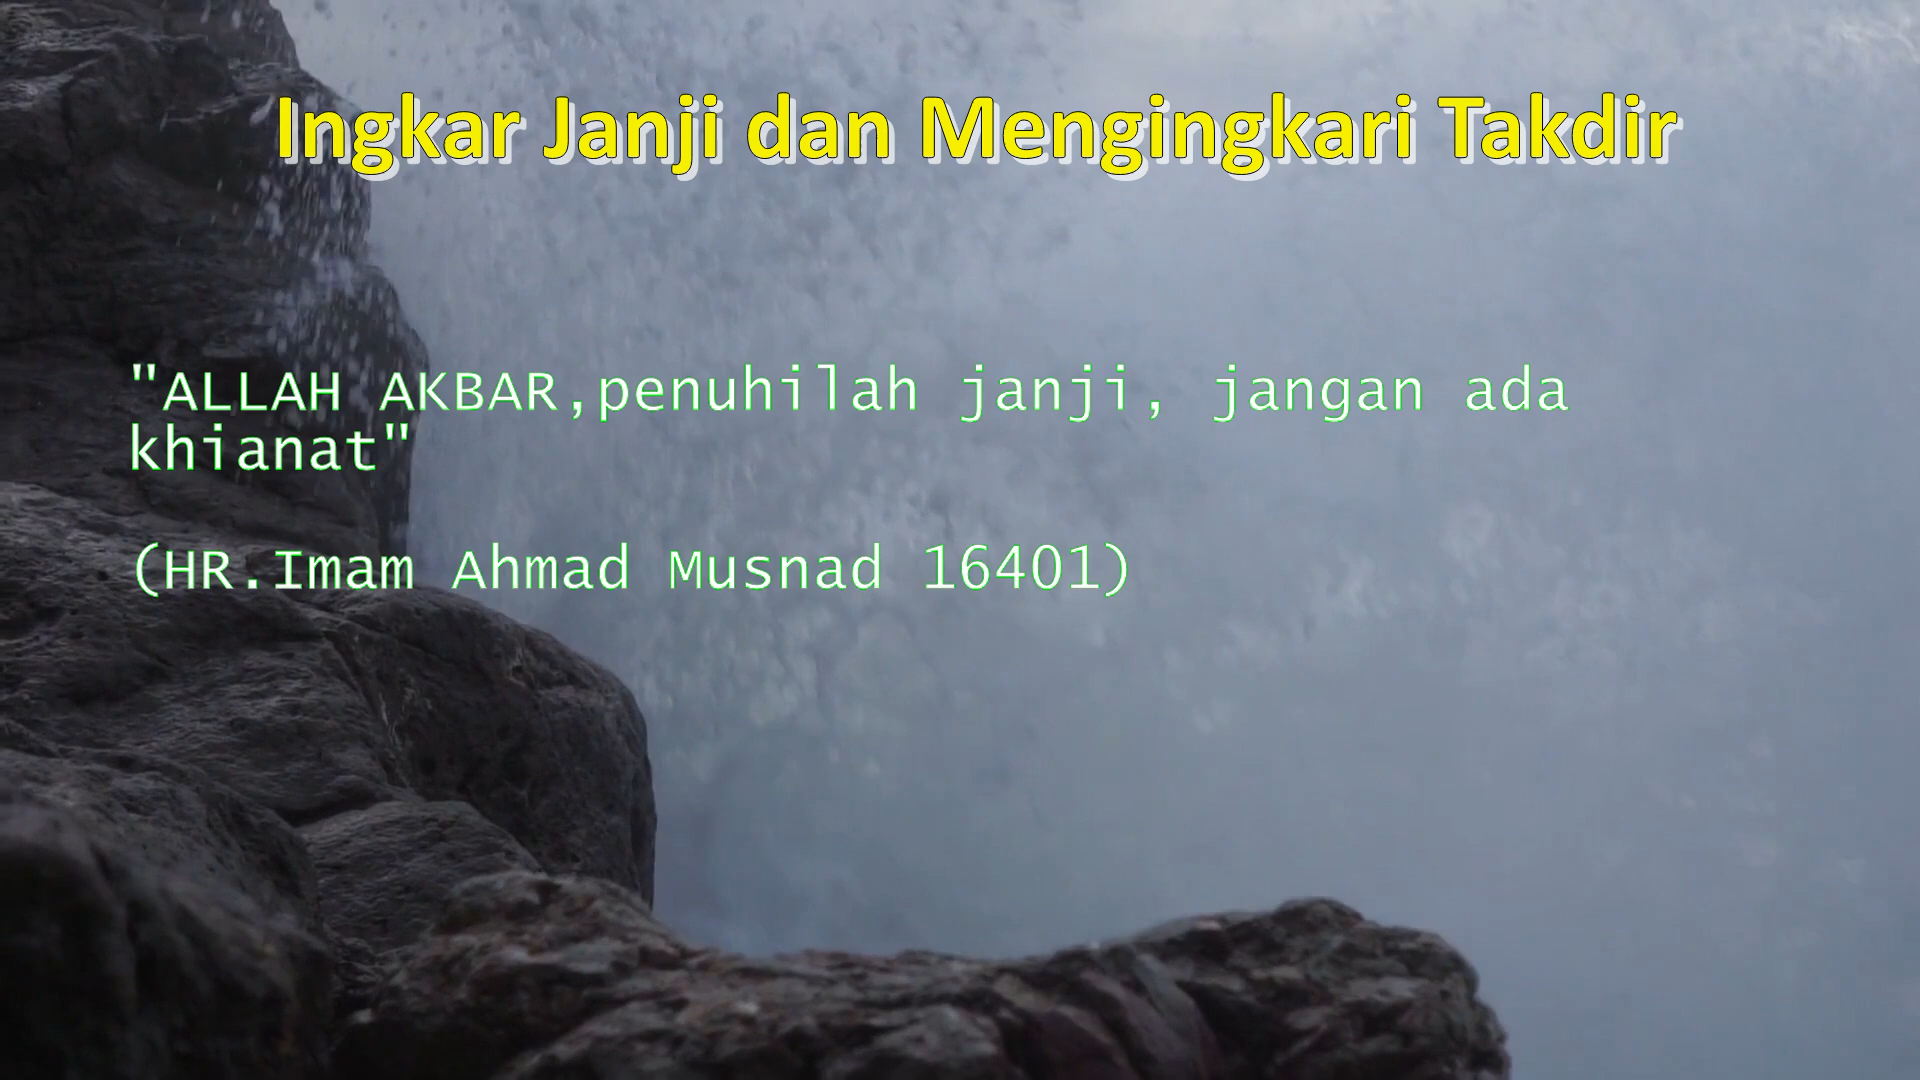 Ingkar Janji dan Mengingkari Takdir
"ALLAH AKBAR,penuhilah janji, jangan ada
khianat"
(HR.Imam Ahmad Musnad 16401)